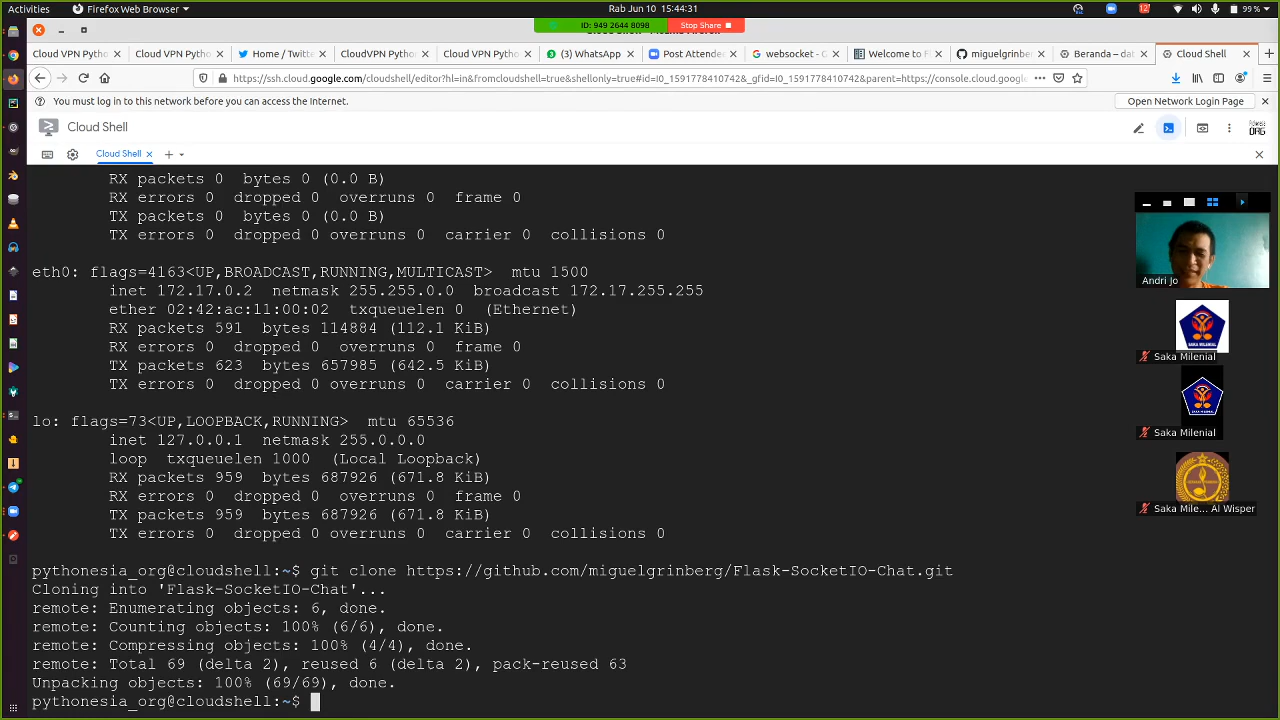 Activities
Firefox Web Browser
Rab Jun 10 15:44:31
12
99 %
ID: 949 2644 8098
Stop Share
Cloud VPN Pytho
Cloud VPN Pytho
Home / Twitte
CloudVPN Pytho
Cloud VPN Pytho
(3) WhatsApp
Post Attende
websocket - G
Welcome to Fl
miguelgrinber
Beranda – dat
Cloud Shell
https://ssh.cloud.google.com/cloudshell/editor
shellonly=true#id=I0_1591778410742&_gfid=I0_1591778410742&parent=https://console.cloud.google
You must log in to this network before you can access the Internet.
Open Network Login Page
Cloud Shell
Cloud Shell
RX packets 0 bytes 0 (0.0 B)
RX errors 0 dropped 0 overruns 0 frame 0
TX packets 0 bytes 0 (0.0 B)
TX errors 0 dropped 0 overruns 0 carrier 0 collisions 0
eth0: flags=4163<UP,BROADCAST,RUNNING,MULTICAST> mtu 1500
inet 172.17.0.2 netmask 255.255.0.0 broadcast 172.17.255.255
ether 02:42:ac:11:00:02 txqueuelen 0 (Ethernet)
RX packets 591 bytes 114884 (112.1 KiB)
RX errors 0 dropped 0 overruns 0 frame 0
TX packets 623 bytes 657985 (642.5 KiB)
TX errors 0 dropped 0 overruns 0 carrier 0 collisions 0
lo: flags=73<UP,LOOPBACK,RUNNING> mtu 65536
inet 127.0.0.1 netmask 255.0.0.0
loop txqueuelen 1000 (Local Loopback)
RX packets 959 bytes 687926 (671.8 KiB)
RX errors 0 dropped 0 overruns 0 frame 0
TX packets 959 bytes 687926 (671.8 KiB)
TX errors 0 dropped 0 overruns 0 carrier 0 collisions 0
pythonesia_org@cloudshell:~$ git clone https://github.com/miguelgrinberg/Flask-SocketIO-Chat.git
Cloning into 'Flask-SocketIO-Chat'...
remote: Enumerating objects: 6, done.
remote: Counting objects: 100% (6/6), done.
remote: Compressing objects: 100% (4/4), done.
remote: Total 69 (delta 2), reused 6 (delta 2), pack-reused 63
Unpacking objects: 100% (69/69), done.
pythonesia_org@cloudshell:~$
Andri Jo
Saka Milenial
Saka Milenial
Saka Mile... Al Wisper